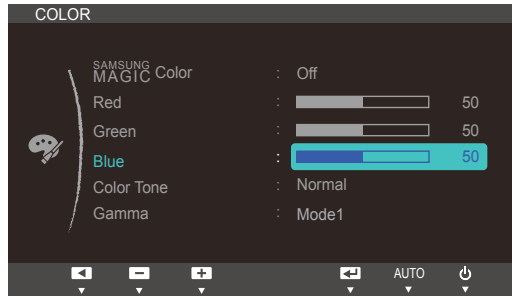 COLOR
SAMSUNG MAGIC Color : Off
Red : 50
Green : 50
Blue : 50
Color Tone : Normal
Gamma : Mode1
AUTO